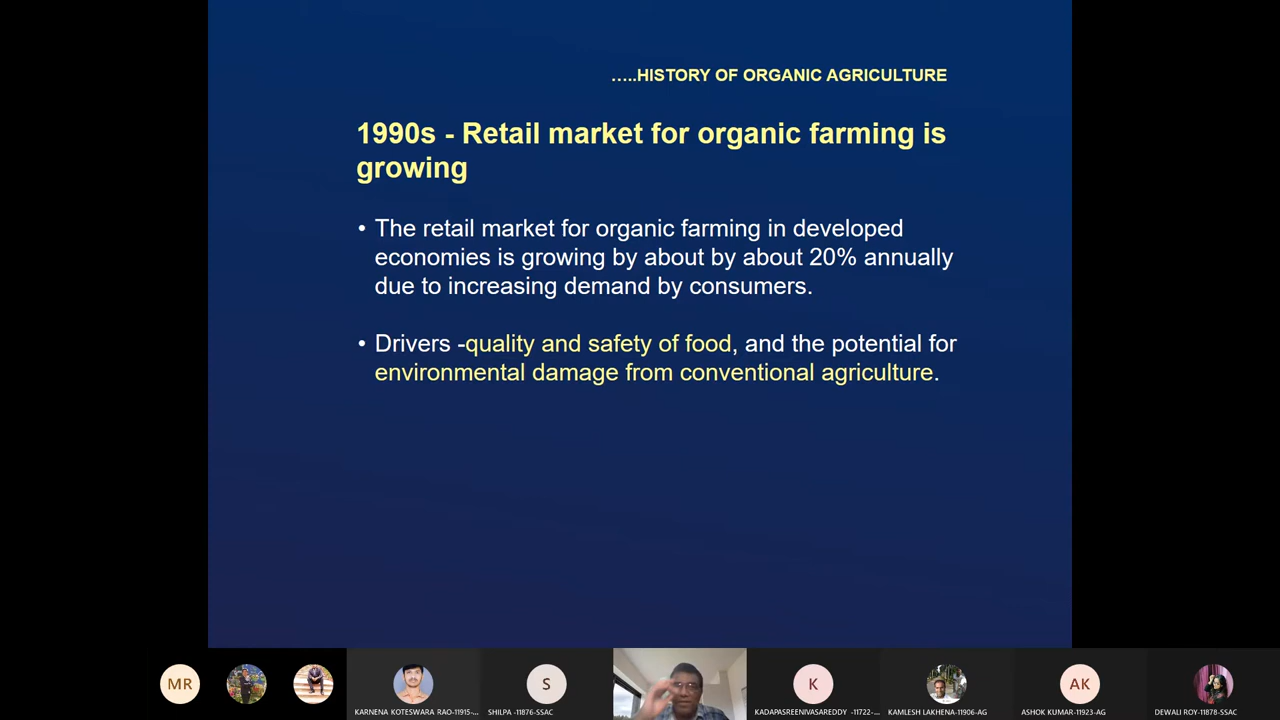 …..HISTORY OF ORGANIC AGRICULTURE
1990s - Retail market for organic farming is
growing
• The retail market for organic farming in developed
economies is growing by about by about 20% annually
due to increasing demand by consumers.
• Drivers -quality and safety of food, and the potential for
environmental damage from conventional agriculture.
MR
S
K
AK
KARNENA KOTESWARA RAO-11915-...
SHILPA -11876-SSAC
KADAPASREENIVASAREDDY -11722-...
KAMLESH LAKHENA-11906-AG
ASHOK KUMAR-11923-AG
DEWALI ROY-11878-SSAC